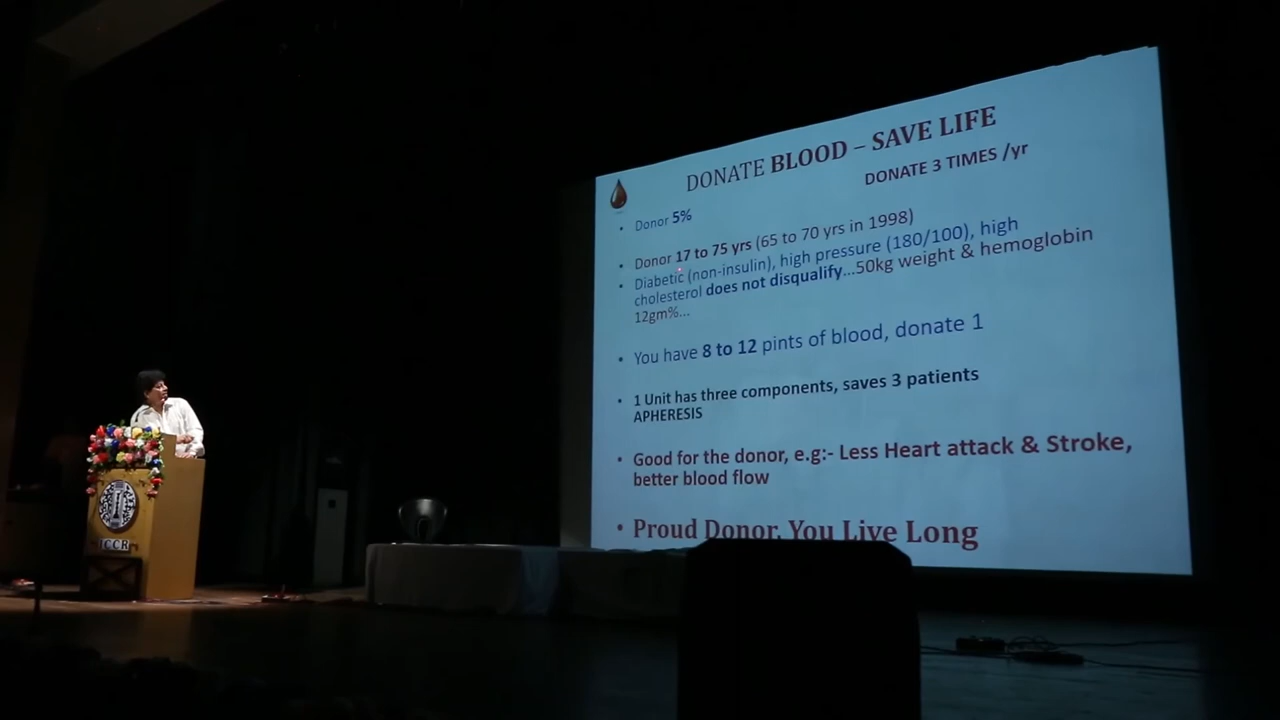 DONATE BLOOD – SAVE LIFE
DONATE 3 TIMES /yr
• Donor 5%
• Donor 17 to 75 yrs (65 to 70 yrs in 1998)
• Diabetic (non-insulin), high pressure (180/100), high
cholesterol does not disqualify...50kg weight & hemoglobin
12gm%...
• You have 8 to 12 pints of blood, donate 1
• 1 Unit has three components, saves 3 patients
APHERESIS
• Good for the donor, e.g:- Less Heart attack & Stroke,
better blood flow
• Proud Donor, You Live Long
ICCR